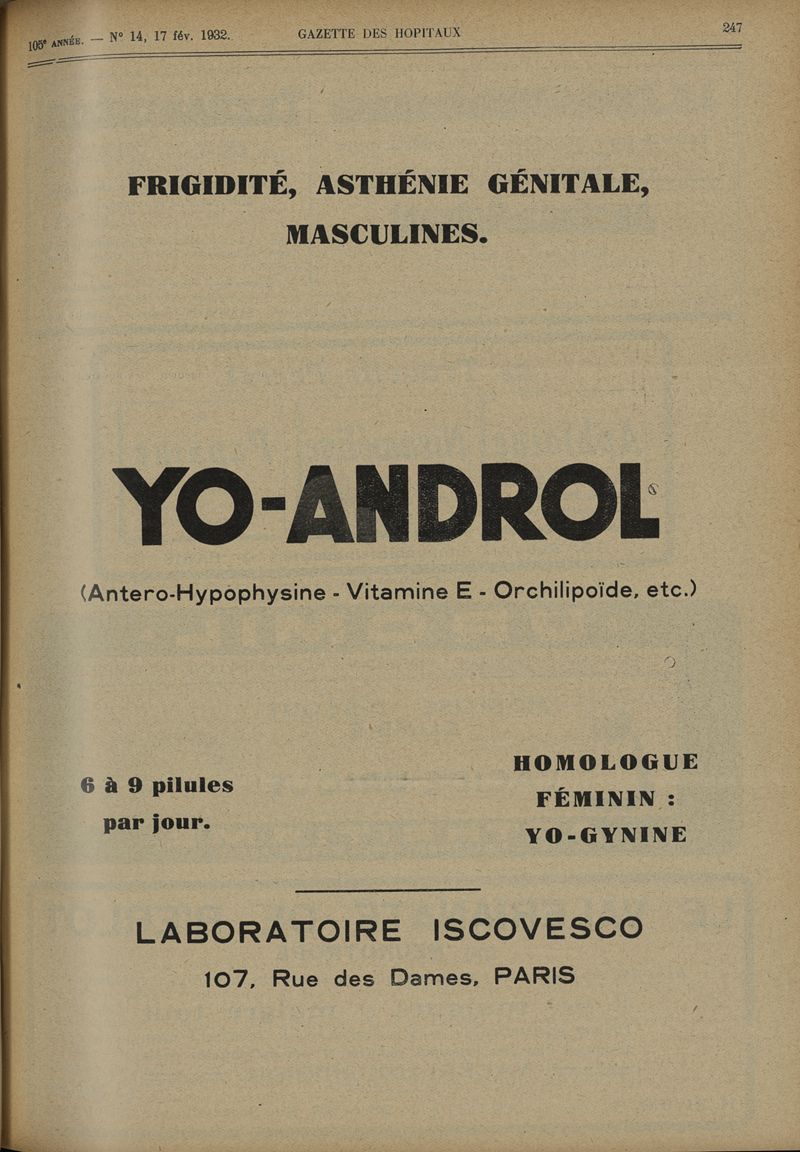 105e ANNÉE. — No 14, 17 fév. 1932. GAZETTE DES HOPITAUX 247
FRIGIDITÉ, ASTHÉNIE GÉNITALE,
MASCULINES.
YO-ANDROL
(Antero-Hypophysine - Vitamine E - Orchilipoïde, etc.)
6 à 9 pilules
par jour.
HOMOLOGUE
FÉMININ :
YO-GYNINE
LABORATOIRE ISCOVESCO
107, Rue des Dames, PARIS